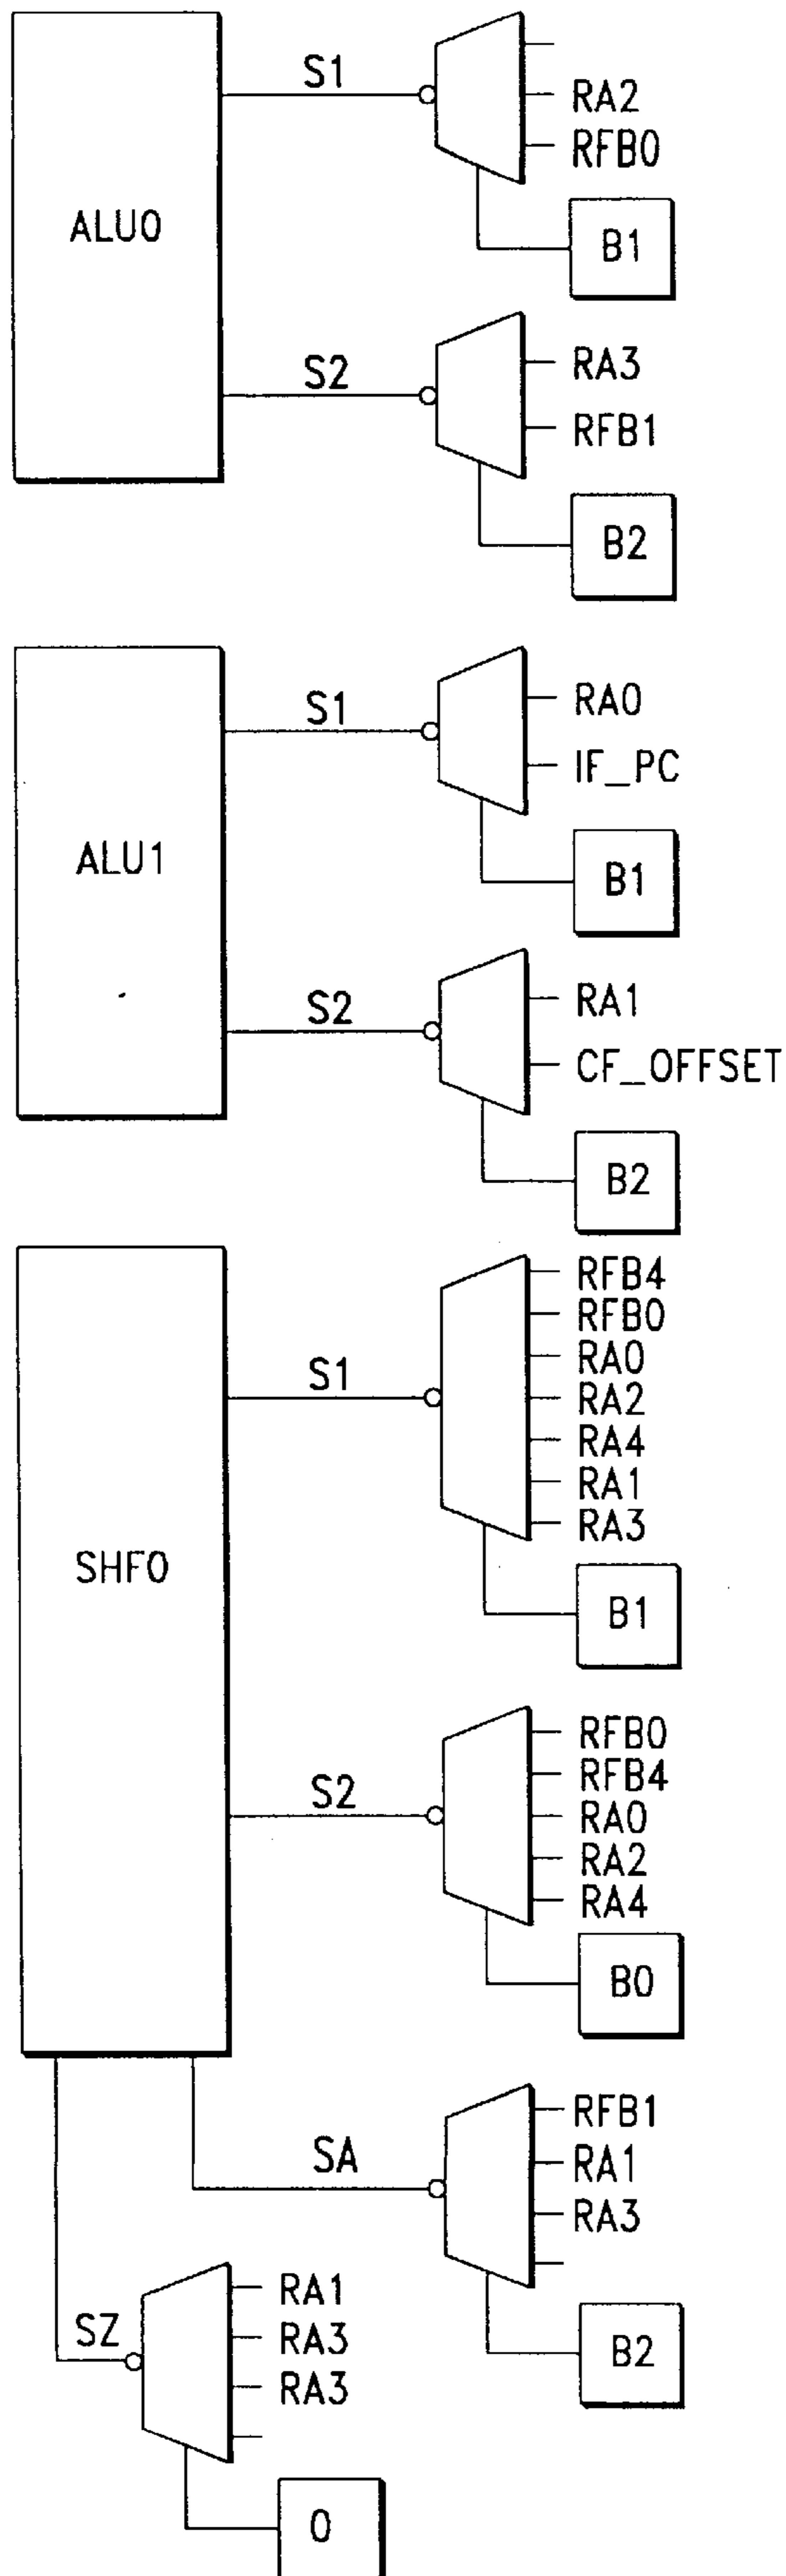 S1
RA2
RFB0
ALU0
B1
S2
RA3
RFB1
B2
S1
RA0
IF_PC
ALU1
B1
S2
RA1
CF_OFFSET
B2
RFB4
RFB0
RA0
S1
RA2
RA4
RA1
RA3
SHF0
B1
RFB0
RFB4
S2
RA0
RA2
RA4
B0
RFB1
SA
RA1
RA3
RA1
SZ
RA3
RA3
B2
0